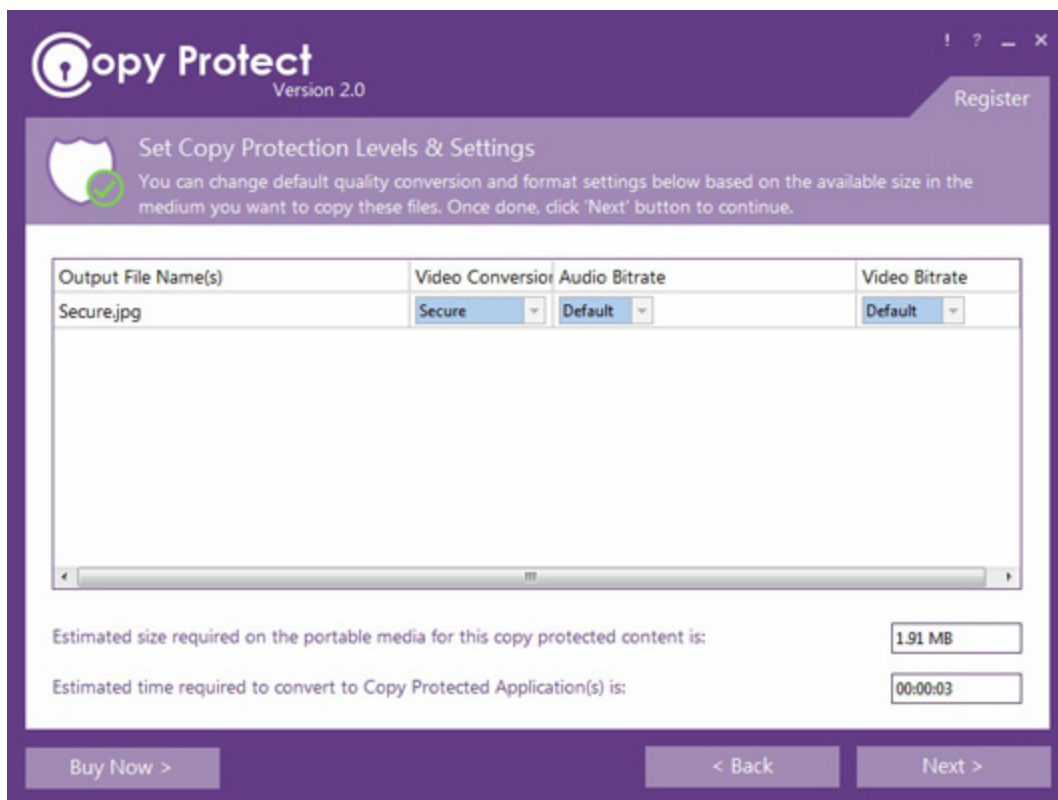 Copy Protect
Version 2.0
! ?
Register
Set Copy Protection Levels & Settings
You can change default quality conversion and format settings below based on the available size in the
medium you want to copy these files. Once done, click 'Next' button to continue.
Output File Name(s) Video Conversion Audio Bitrate Video Bitrate
Secure.jpg Secure Default Default
Estimated size required on the portable media for this copy protected content is: 1.91 MB
Estimated time required to convert to Copy Protected Application(s) is: 00:00:03
Buy Now > < Back Next >